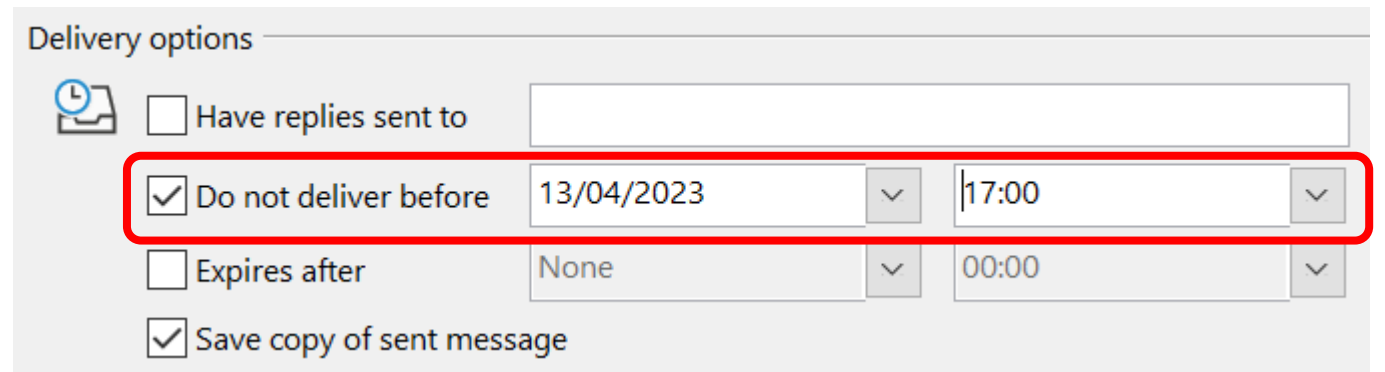 Delivery options
Have replies sent to
Do not deliver before 13/04/2023 17:00
Expires after None 00:00
Save copy of sent message